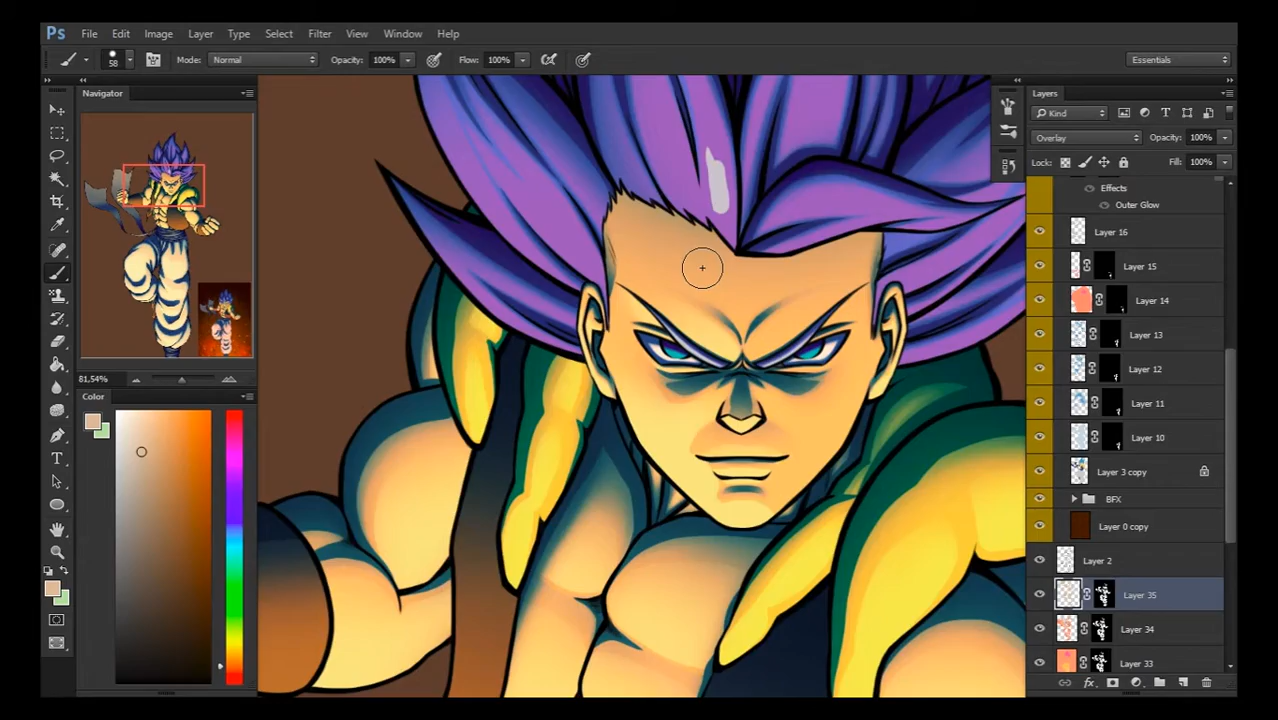 Ps File Edit Image Layer Type Select Filter View Window Help
58 Mode: Normal Opacity: 100% Flow: 100% Essentials
Navigator
81,54%
Color
Layers
Kind
Overlay Opacity: 100%
Lock: Fill: 100%
Effects
Outer Glow
Layer 16
Layer 15
Layer 14
Layer 13
Layer 12
Layer 11
Layer 10
Layer 3 copy
BFX
Layer 0 copy
Layer 2
Layer 35
Layer 34
Layer 33